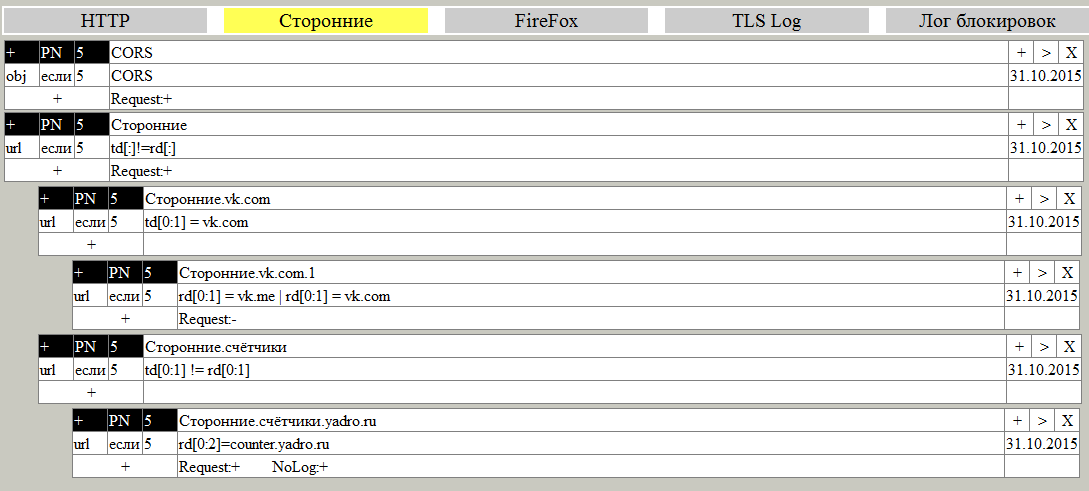 HTTP Сторонние FireFox TLS Log Лог блокировок
+ PN 5 CORS + > X
obj если 5 CORS 31.10.2015
+ Request:+
+ PN 5 Сторонние + > X
url если 5 td[:]!=rd[:] 31.10.2015
+ Request:+
+ PN 5 Сторонние.vk.com + > X
url если 5 td[0:1] = vk.com 31.10.2015
+
+ PN 5 Сторонние.vk.com.1 + > X
url если 5 rd[0:1] = vk.me | rd[0:1] = vk.com 31.10.2015
+ Request:-
+ PN 5 Сторонние.счётчики + > X
url если 5 td[0:1] != rd[0:1] 31.10.2015
+
+ PN 5 Сторонние.счётчики.yadro.ru + > X
url если 5 rd[0:2]=counter.yadro.ru 31.10.2015
+ Request:+ NoLog:+